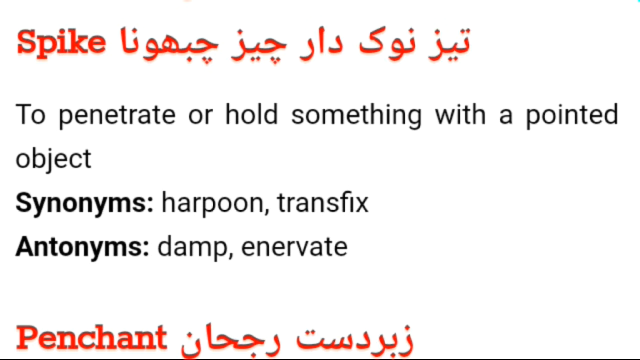 Spike تیز نوک دار چیز چبھونا
To penetrate or hold something with a pointed
object
Synonyms: harpoon, transfix
Antonyms: damp, enervate
Penchant زبردست رجحان